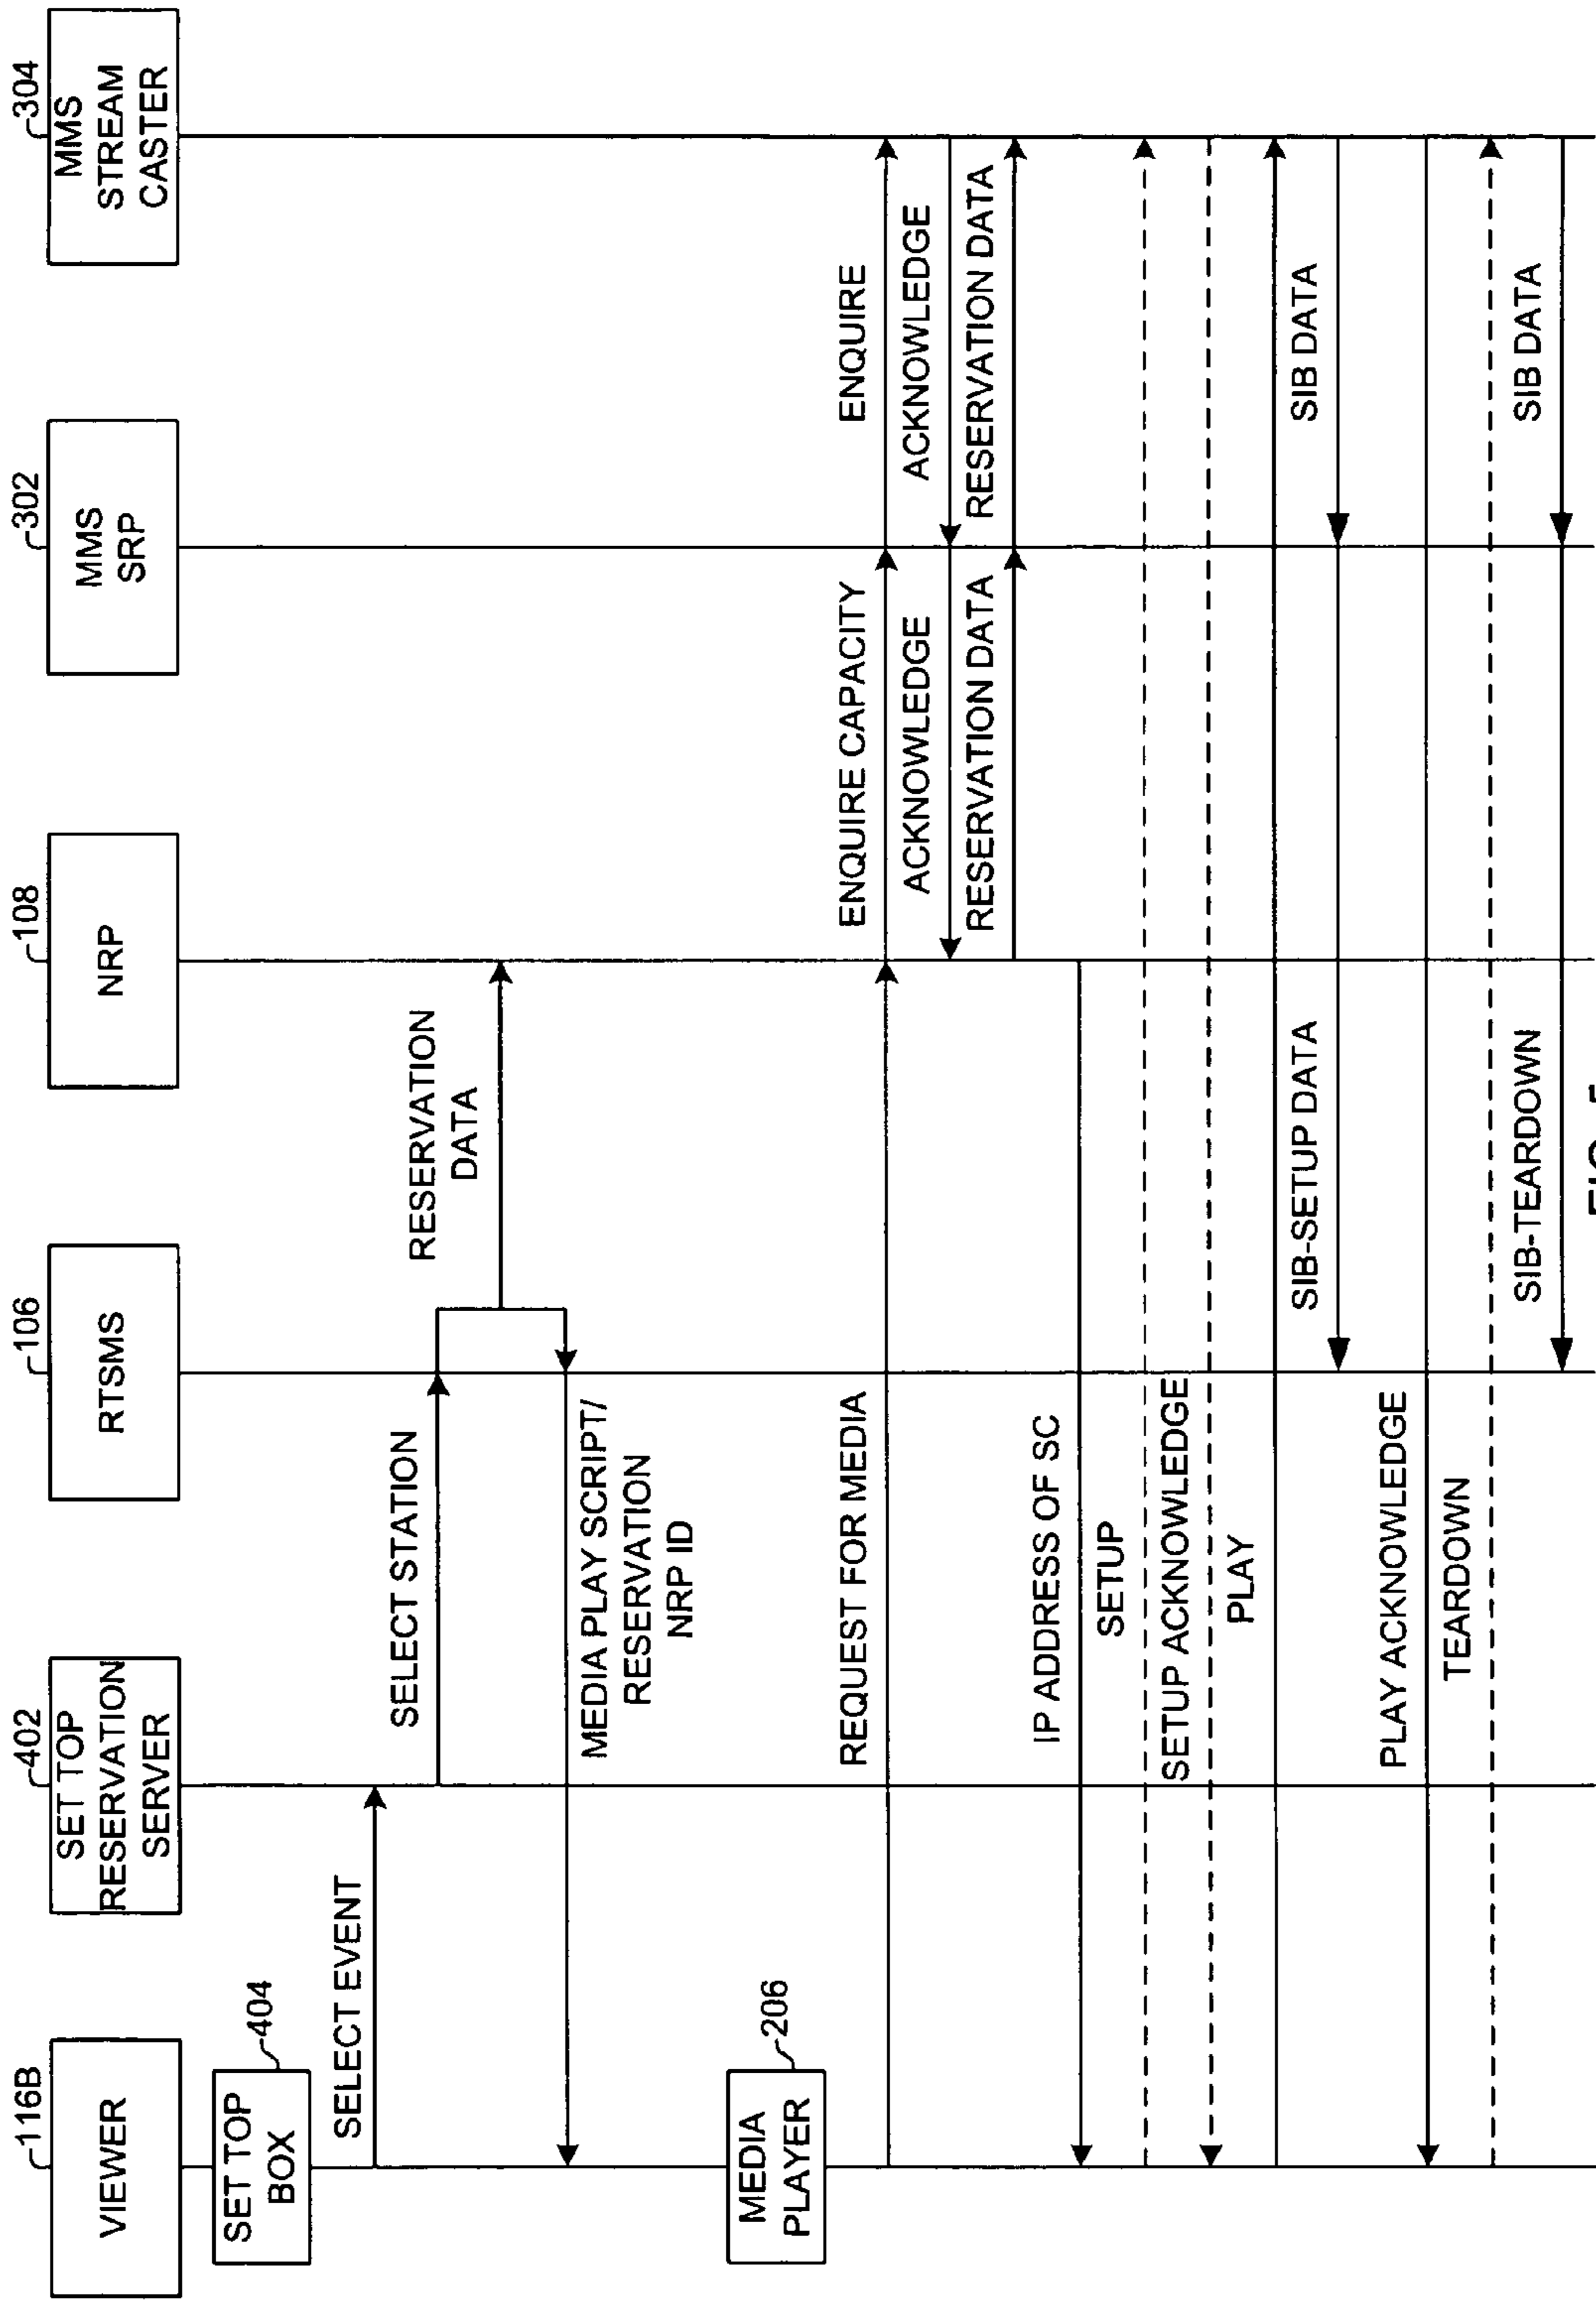 116B
VIEWER
402
SET TOP
RESERVATION
SERVER
106
RTSMS
108
NRP
302
MMS
SRP
304
MMS
STREAM
CASTER
SET TOP
BOX
404
SELECT EVENT
SELECT STATION
RESERVATION
DATA
MEDIA PLAY SCRIPT/
RESERVATION
NRP ID
MEDIA
PLAYER
206
REQUEST FOR MEDIA
ENQUIRE CAPACITY
ENQUIRE
ACKNOWLEDGE
ACKNOWLEDGE
RESERVATION DATA
RESERVATION DATA
IP ADDRESS OF SC
SETUP
SETUP ACKNOWLEDGE
PLAY
SIB-SETUP DATA
SIB DATA
PLAY ACKNOWLEDGE
TEARDOWN
SIB-TEARDOWN
SIB DATA